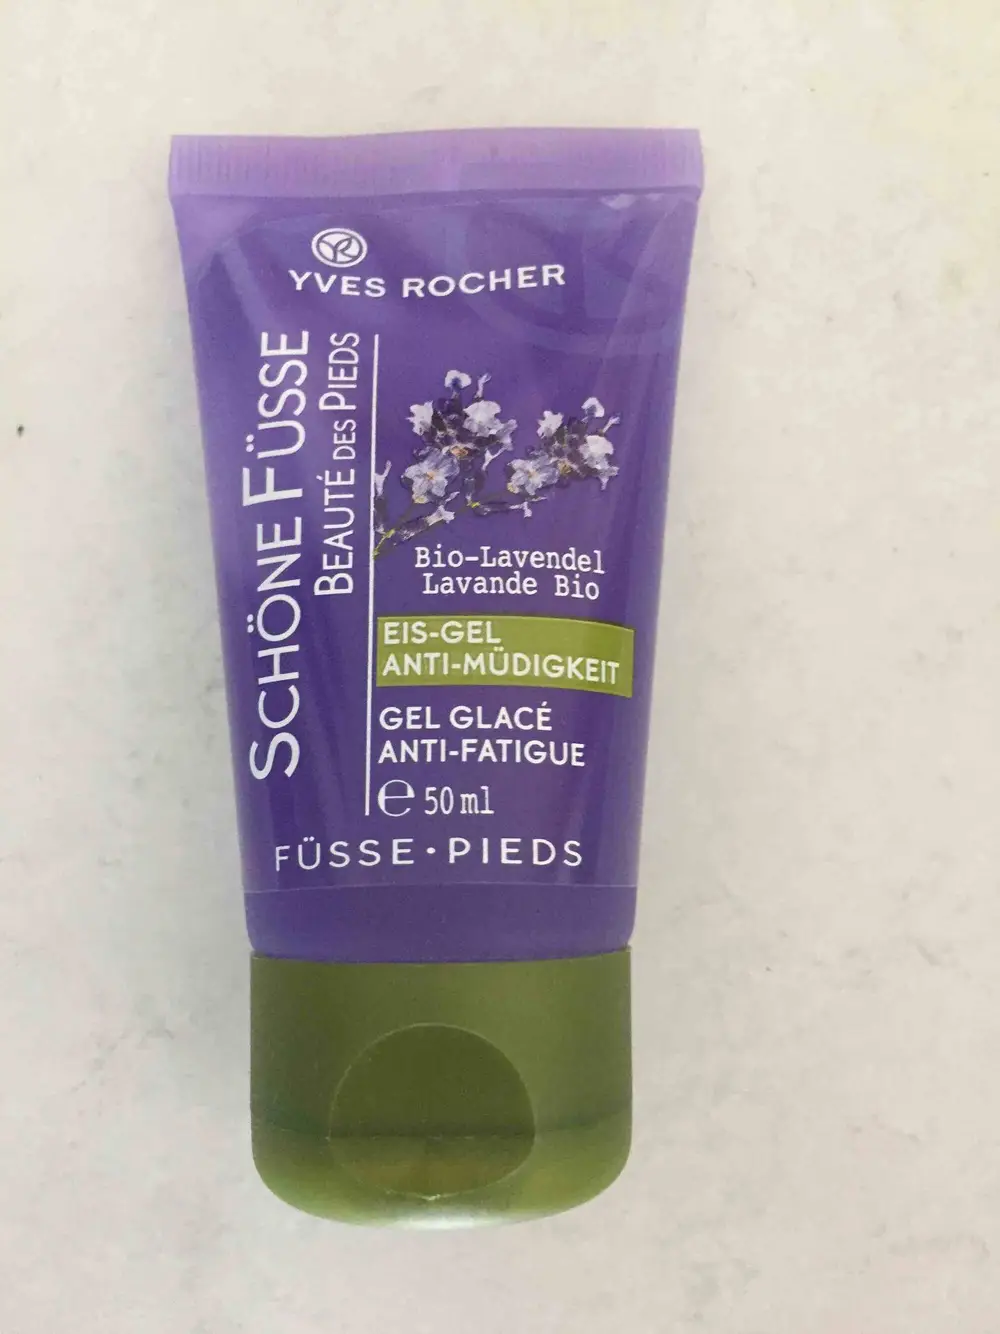 YVES ROCHER
SCHÖNE FÜSSE
BEAUTÉ DES PIEDS
Bio-Lavendel
Lavande Bio
EIS-GEL
ANTI-MÜDIGKEIT
GEL GLACÉ
ANTI-FATIGUE
℮ 50 ml
FÜSSE • PIEDS